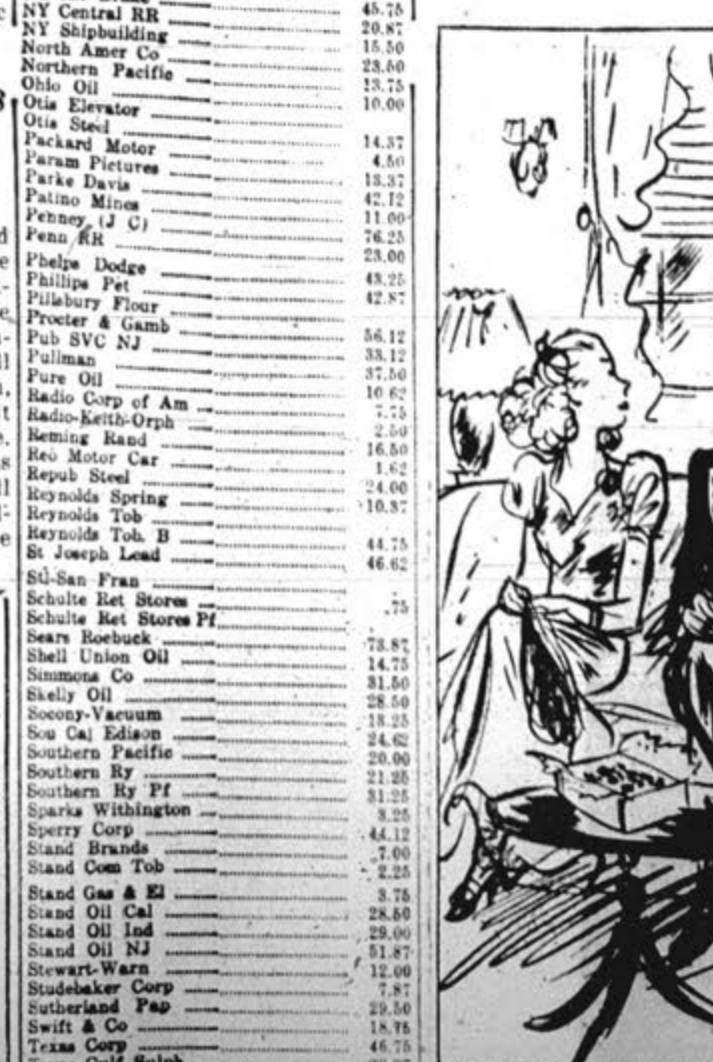 NY Central RR 20.87
NY Shipbuilding 15.50
North Amer Co 23.50
Northern Pacific 13.75
Ohio Oil 10.00
Otis Elevator
Otis Steel 14.37
Packard Motor 4.50
Param Pictures 13.37
Parke Davis 42.12
Patino Mines 11.00
Penney (J C) 76.25
Penn RR 23.00
Phelps Dodge 43.25
Phillips Pet 42.87
Pillsbury Flour
Procter & Gamb 56.12
Pub SVC NJ 33.12
Pullman 37.50
Pure Oil 10.62
Radio Corp of Am 7.75
Radio-Keith-Orph 2.50
Reming Rand 16.50
Reo Motor Car 1.62
Repub Steel 24.00
Reynolds Spring 10.37
Reynolds Tob
Reynolds Tob. B 44.75
St Joseph Lead 46.62
StL-San Fran
Schulte Ret Stores .75
Schulte Ret Stores Pf
Sears Roebuck 73.87
Shell Union Oil 14.75
Simmons Co 31.50
Skelly Oil 28.50
Socony-Vacuum 13.25
Sou Cal Edison 24.62
Southern Pacific 20.00
Southern Ry 21.25
Southern Ry Pf 31.25
Sparks Withington 3.25
Sperry Corp 44.12
Stand Brands 7.00
Stand Com Tob 2.25
Stand Gas & El 3.75
Stand Oil Cal 28.50
Stand Oil Ind 29.00
Stand Oil NJ 51.87
Stewart-Warn 12.00
Studebaker Corp 7.87
Sutherland Pap 29.50
Swift & Co 18.75
Texas Corp 46.75
Gulf Sulph